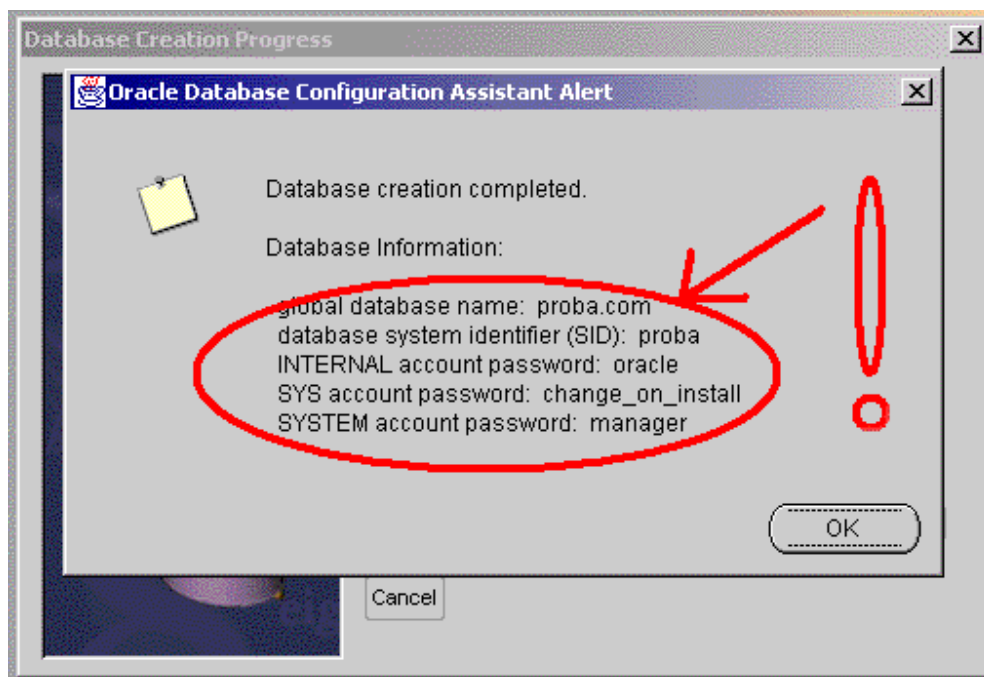 Database Creation Progress
Oracle Database Configuration Assistant Alert
Database creation completed.
Database Information:
global database name: proba.com
database system identifier (SID): proba
INTERNAL account password: oracle
SYS account password: change_on_install
SYSTEM account password: manager
OK
Cancel